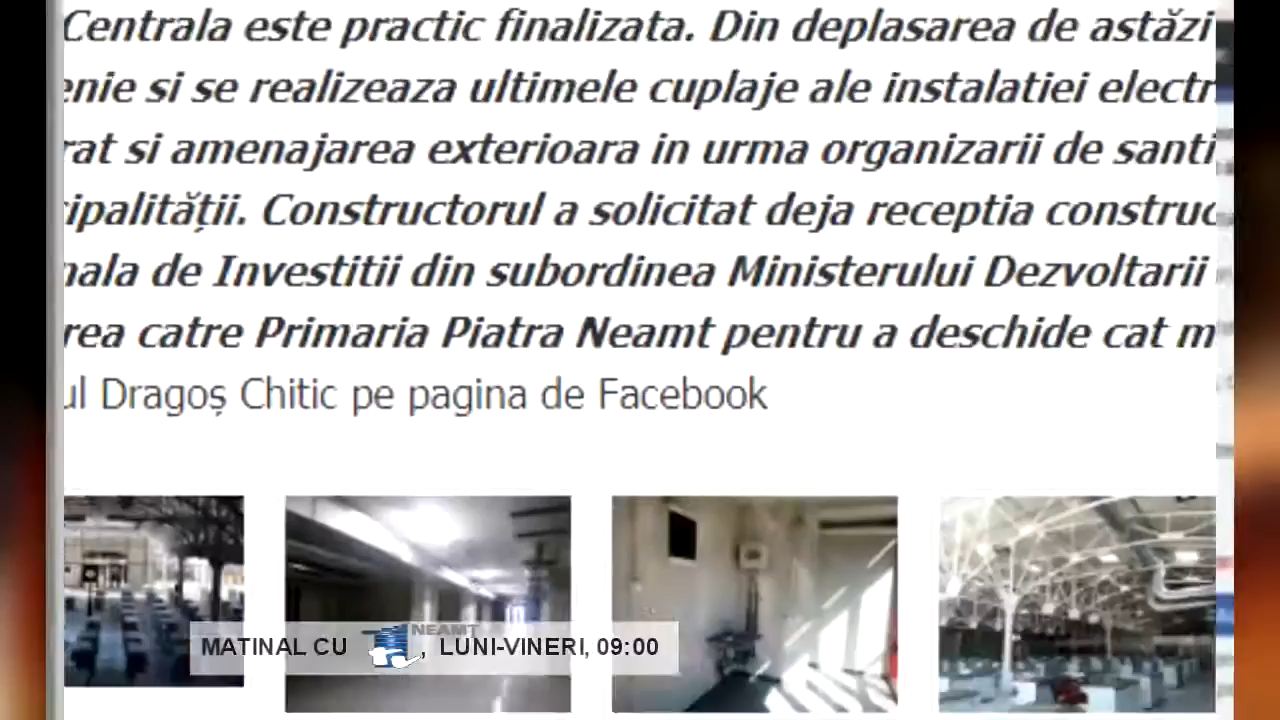 Centrala este practic finalizata. Din deplasarea de astăzi
enie si se realizeaza ultimele cuplaje ale instalatiei electr
rat si amenajarea exterioara in urma organizarii de santi
cipalității. Constructorul a solicitat deja receptia construc
nala de Investitii din subordinea Ministerului Dezvoltarii
rea catre Primaria Piatra Neamt pentru a deschide cat m
ul Dragoș Chitic pe pagina de Facebook
MATINAL CU NEAMT, LUNI-VINERI, 09:00